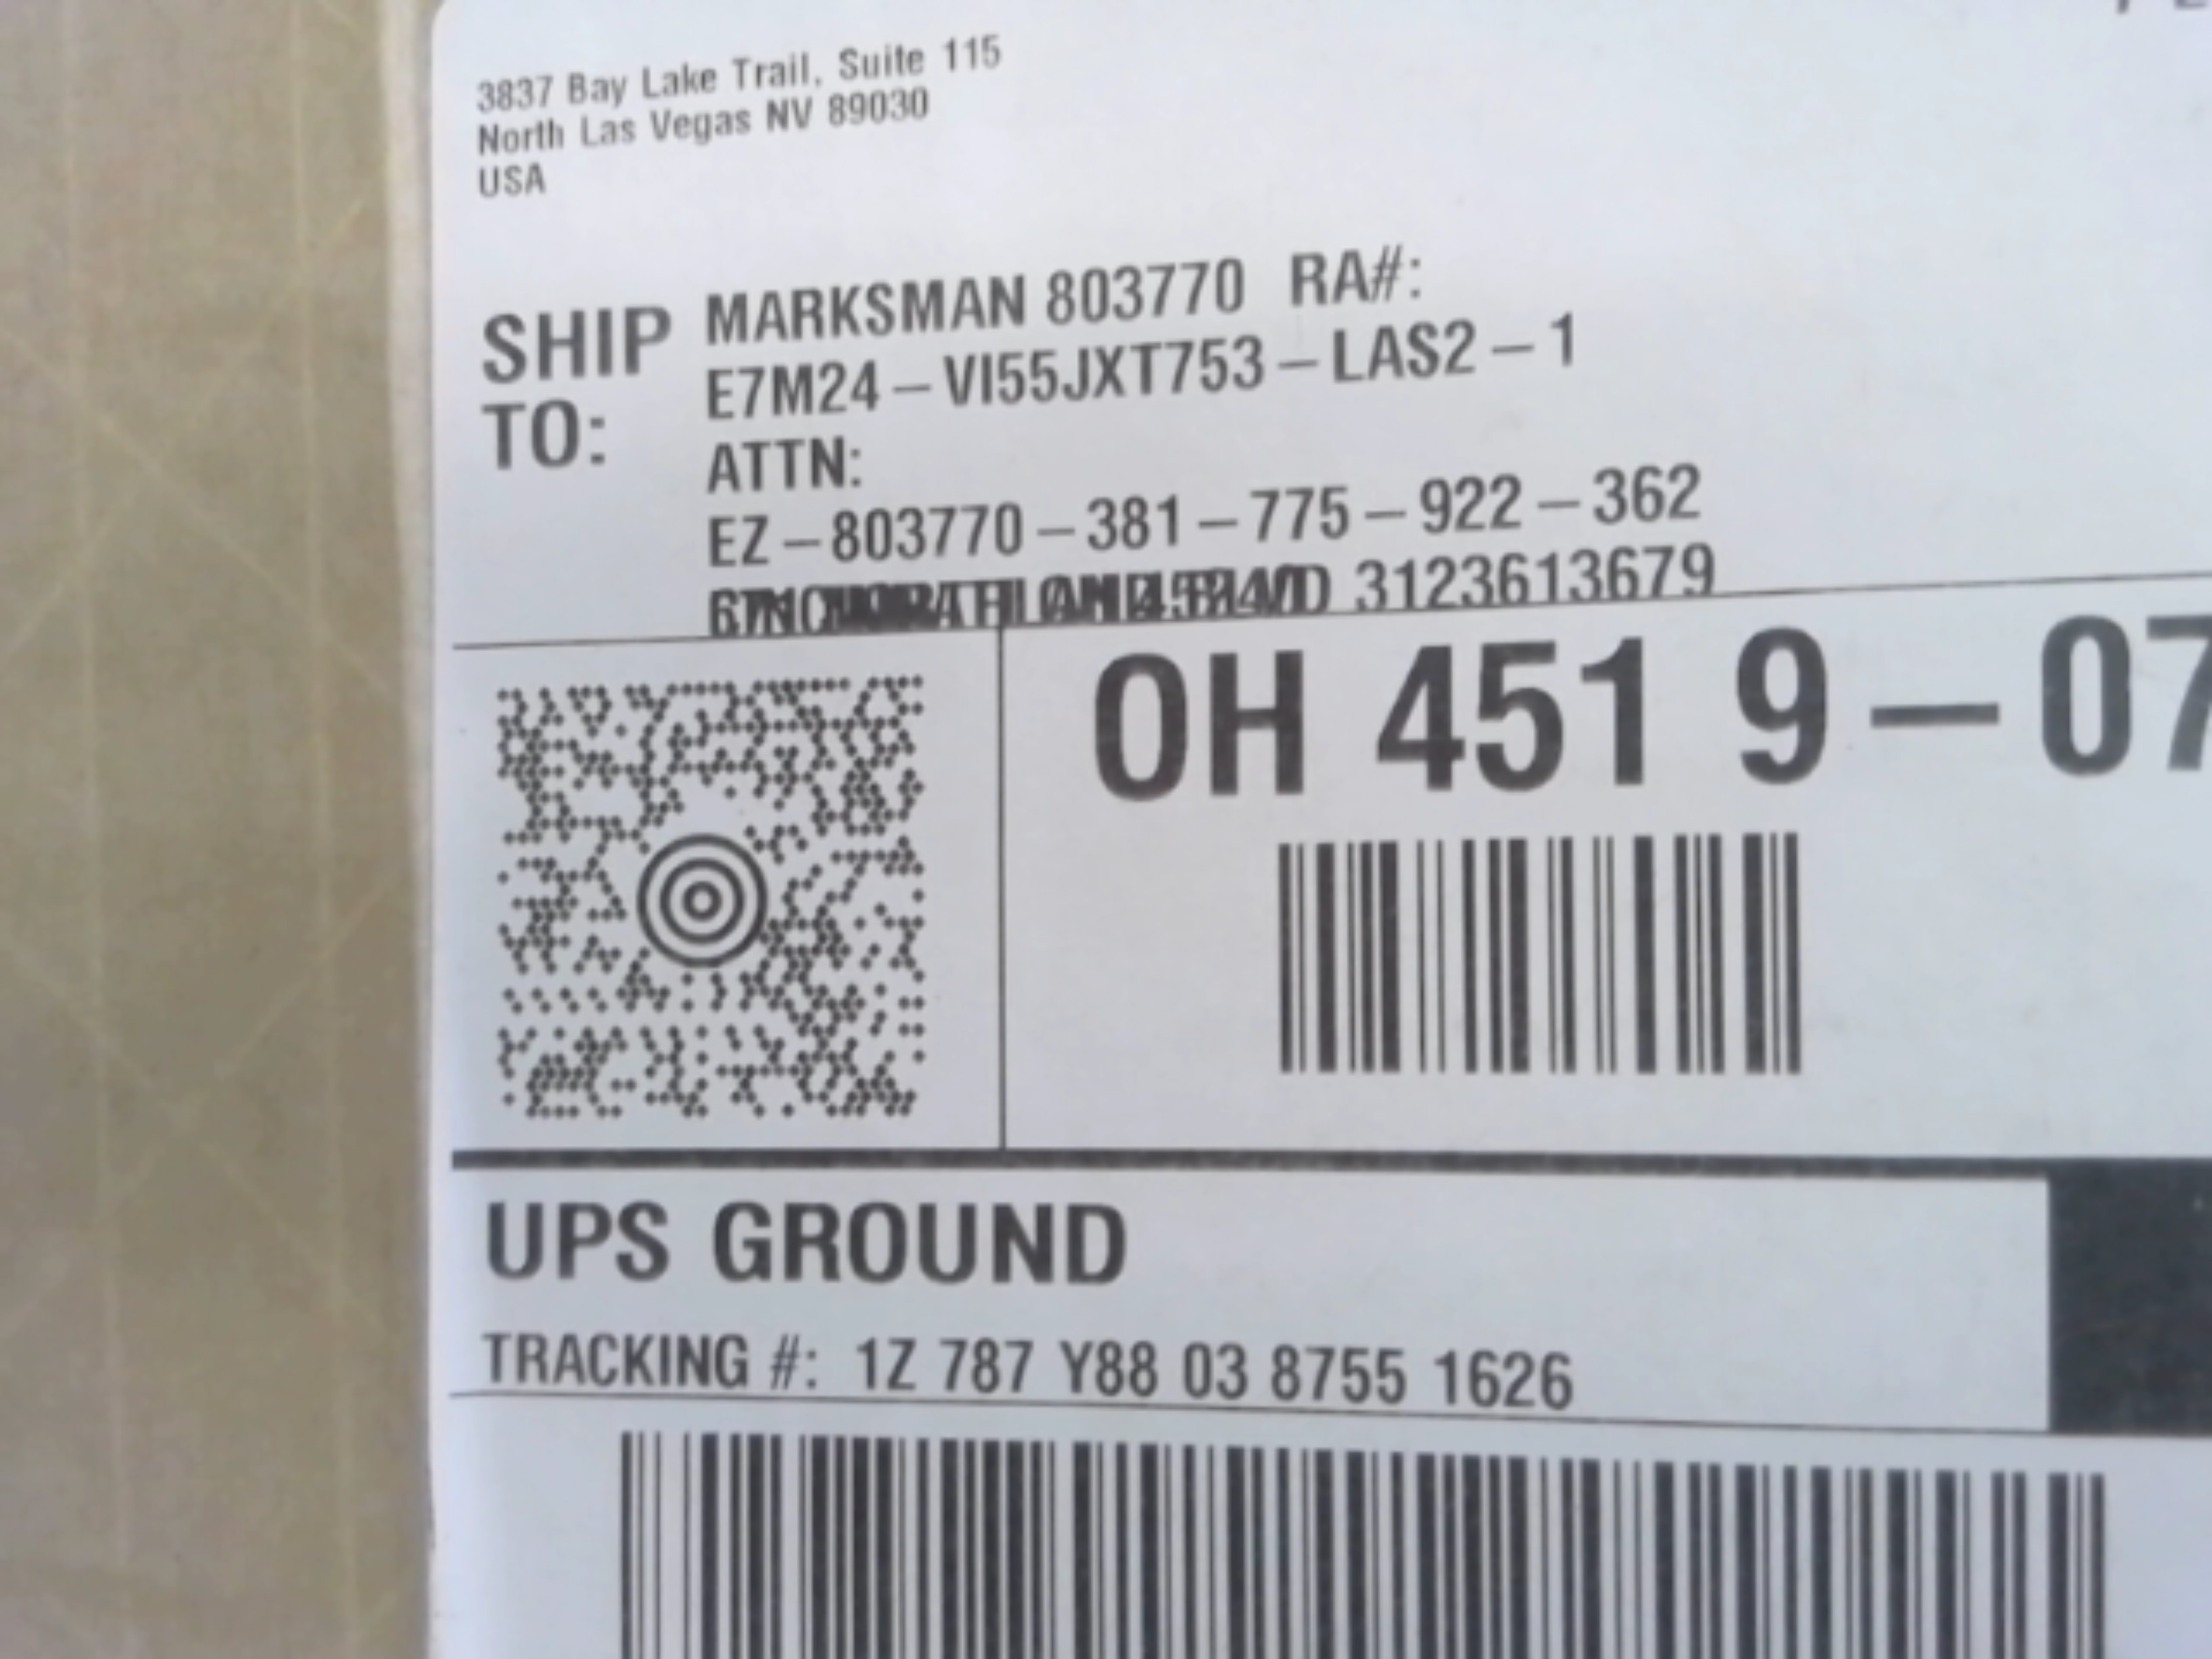 3837 Bay Lake Trail, Suite 115
North Las Vegas NV 89030
USA
SHIP TO:
MARKSMAN 803770 RA#:
E7M24-VI55JXT753-LAS2-1
ATTN:
EZ-803770-381-775-922-362
3123613679
OH 451 9-07
UPS GROUND
TRACKING #: 1Z 787 Y88 03 8755 1626